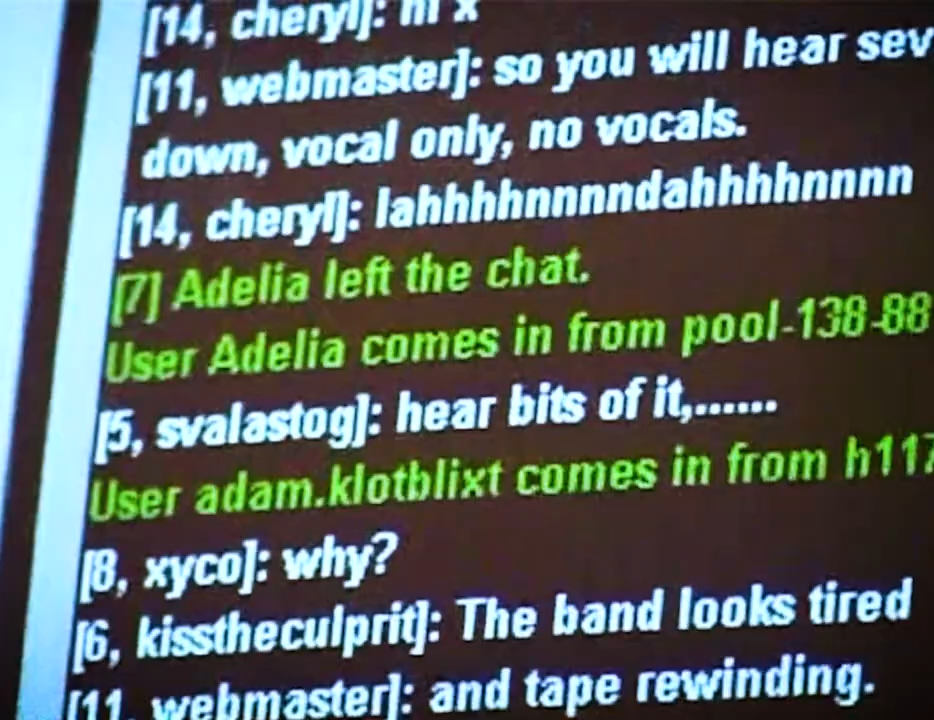 [14, cheryl]: hi x
[11, webmaster]: so you will hear sev
down, vocal only, no vocals.
[14, cheryl]: lahhhhnnnndahhhhnnnn
[7] Adelia left the chat.
User Adelia comes in from pool-138-88
[5, svalastog]: hear bits of it,......
User adam.klotblixt comes in from h117
[8, xyco]: why?
[6, kisstheculprit]: The band looks tired
[11, webmaster]: and tape rewinding.